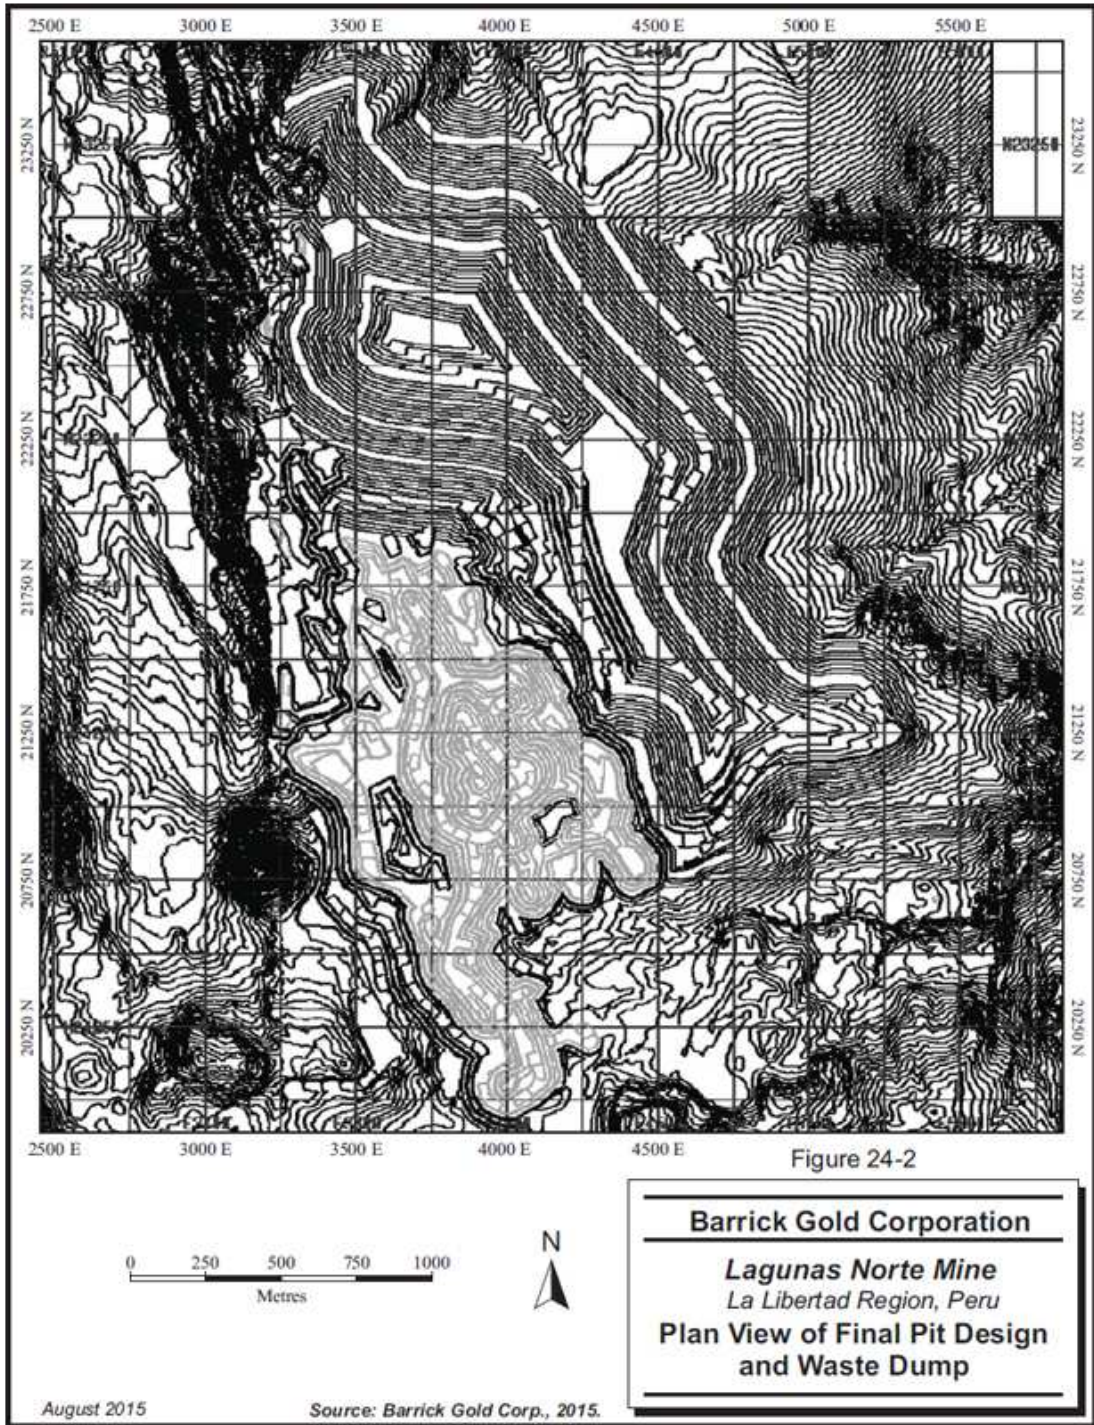 2500 E 3000 E 3500 E 4000 E 4500 E 5000 E 5500 E
23250 N 23250 N
22750 N 22750 N
22250 N 22250 N
21750 N 21750 N
21250 N 21250 N
20750 N 20750 N
20250 N 20250 N
2500 E 3000 E 3500 E 4000 E 4500 E
Figure 24-2
0 250 500 750 1000
Metres
N
Barrick Gold Corporation
Lagunas Norte Mine
La Libertad Region, Peru
Plan View of Final Pit Design
and Waste Dump
August 2015
Source: Barrick Gold Corp., 2015.